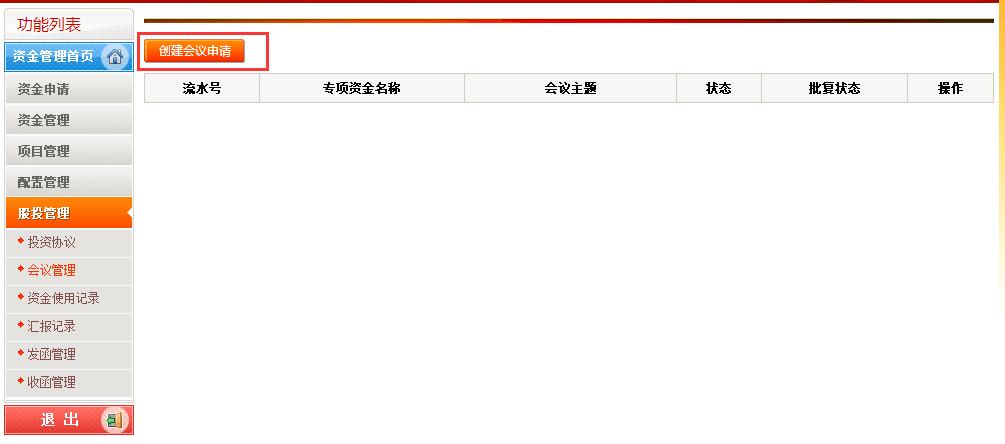 功能列表
资金管理首页
资金申请
资金管理
项目管理
配置管理
股投管理
投资协议
会议管理
资金使用记录
汇报记录
发函管理
收函管理
退 出
创建会议申请
流水号 专项资金名称 会议主题 状态 批复状态 操作